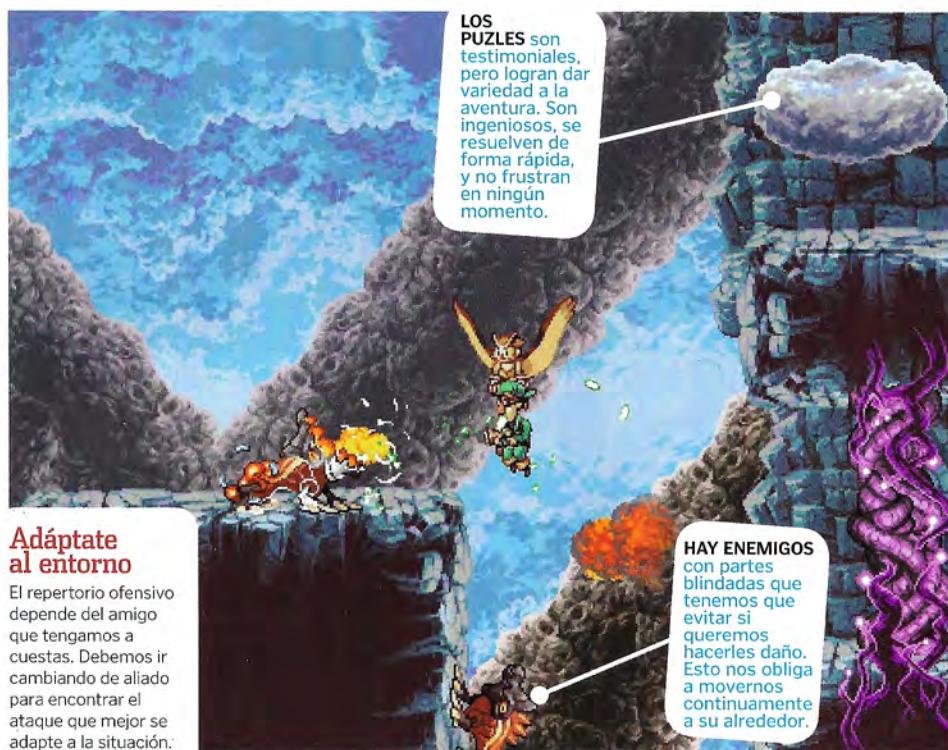 LOS
PUZLES son
testimoniales,
pero logran dar
variedad a la
aventura. Son
ingeniosos, se
resuelven de
forma rápida,
y no frustran
en ningún
momento.
Adáptate
al entorno
El repertorio ofensivo
depende del amigo
que tengamos a
cuestas. Debemos ir
cambiando de aliado
para encontrar el
ataque que mejor se
adapte a la situación.
HAY ENEMIGOS
con partes
blindadas que
tenemos que
evitar si
queremos
hacerles daño.
Esto nos obliga
a movernos
continuamente
a su alrededor.